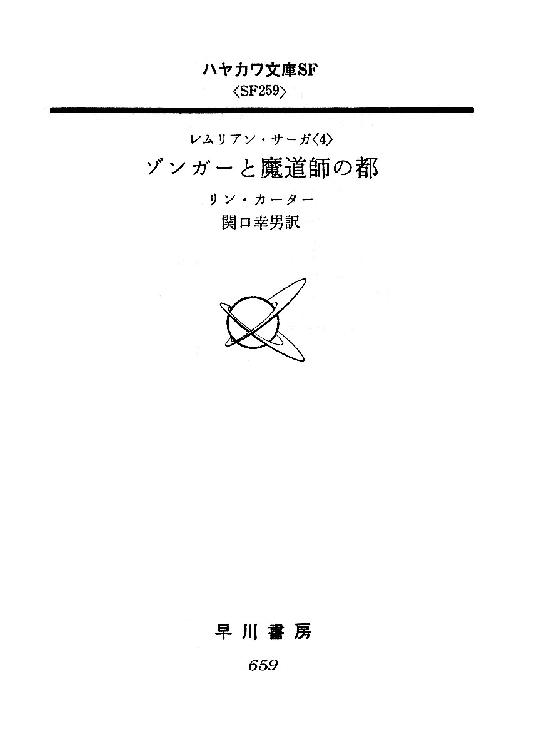 ハヤカワ文庫SF
〈SF259〉
レムリアン・サーガ〈4〉
ゾンガーと魔道師の都
リン・カーター
関口幸男訳
早川書房
659